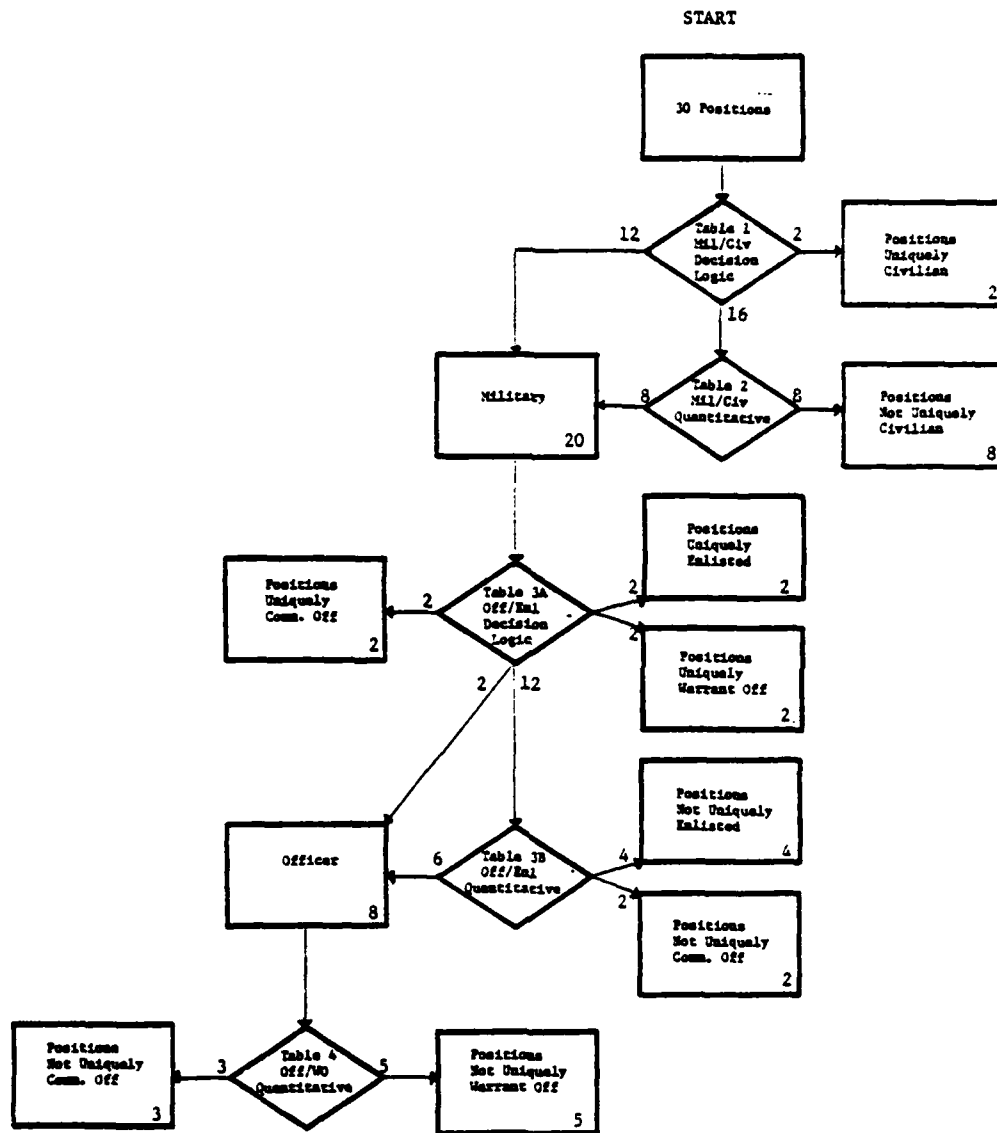 START
30 Positions
12
Table 1
Mil/Civ
Decision
Logic
2
Positions
Uniquely
Civilian
2
16
Military
20
8
Table 2
Mil/Civ
Quantitative
8
Positions
Not Uniquely
Civilian
8
Positions
Uniquely
Enlisted
2
Positions
Uniquely
Comm. Off
2
2
Table 3A
Off/Enl
Decision
Logic
2
2
Positions
Uniquely
Warrant Off
2
2
12
Positions
Not Uniquely
Enlisted
4
Officer
8
6
Table 3B
Off/Enl
Quantitative
4
2
Positions
Not Uniquely
Comm. Off
2
Positions
Not Uniquely
Comm. Off
3
3
Table 4
Off/WO
Quantitative
5
Positions
Not Uniquely
Warrant Off
5